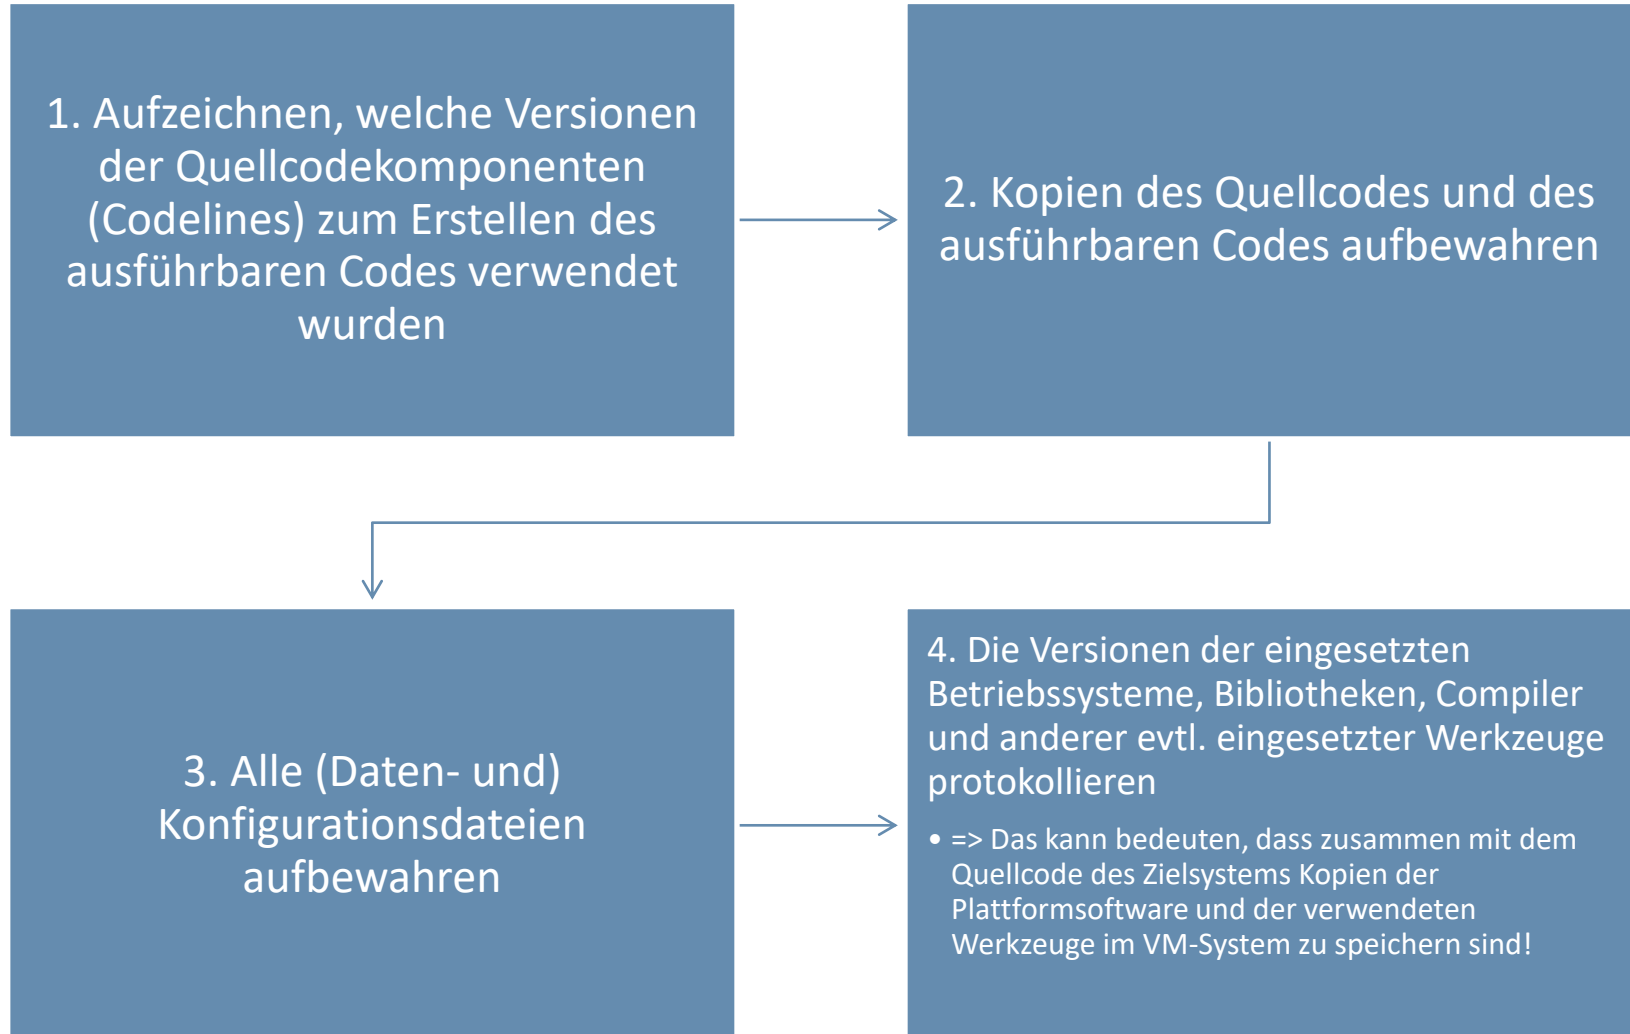 1. Aufzeichnen, welche Versionen
der Quellcodekomponenten
(Codelines) zum Erstellen des
ausführbaren Codes verwendet
wurden
2. Kopien des Quellcodes und des
ausführbaren Codes aufbewahren
3. Alle (Daten- und)
Konfigurationsdateien
aufbewahren
4. Die Versionen der eingesetzten
Betriebssysteme, Bibliotheken, Compiler
und anderer evtl. eingesetzter Werkzeuge
protokollieren
• => Das kann bedeuten, dass zusammen mit dem
Quellcode des Zielsystems Kopien der
Plattformsoftware und der verwendeten
Werkzeuge im VM-System zu speichern sind!